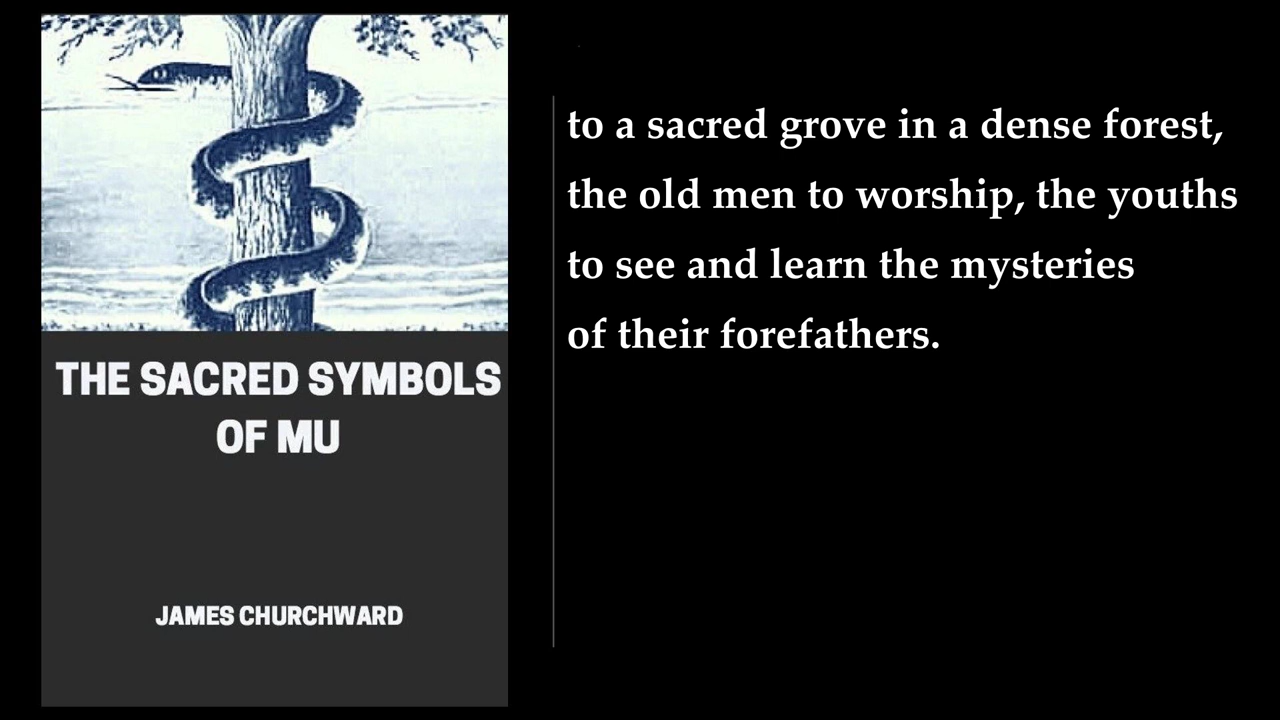 THE SACRED SYMBOLS
OF MU
JAMES CHURCHWARD
to a sacred grove in a dense forest,
the old men to worship, the youths
to see and learn the mysteries
of their forefathers.